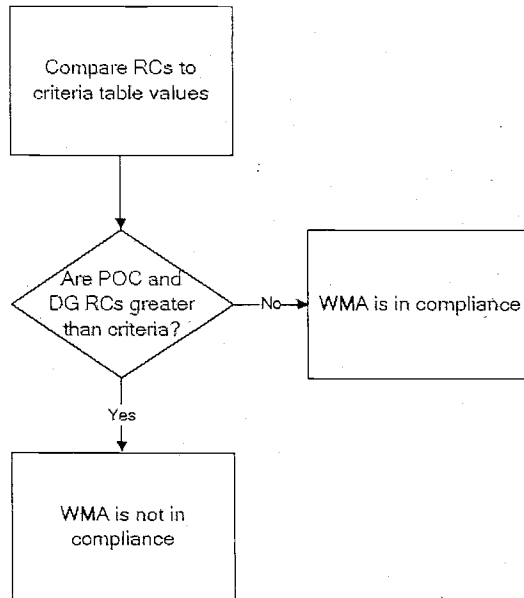 Compare RCs to
criteria table values
Are POC and
DG RCs greater
than criteria?
No
WMA is in compliance
Yes
WMA is not in
compliance